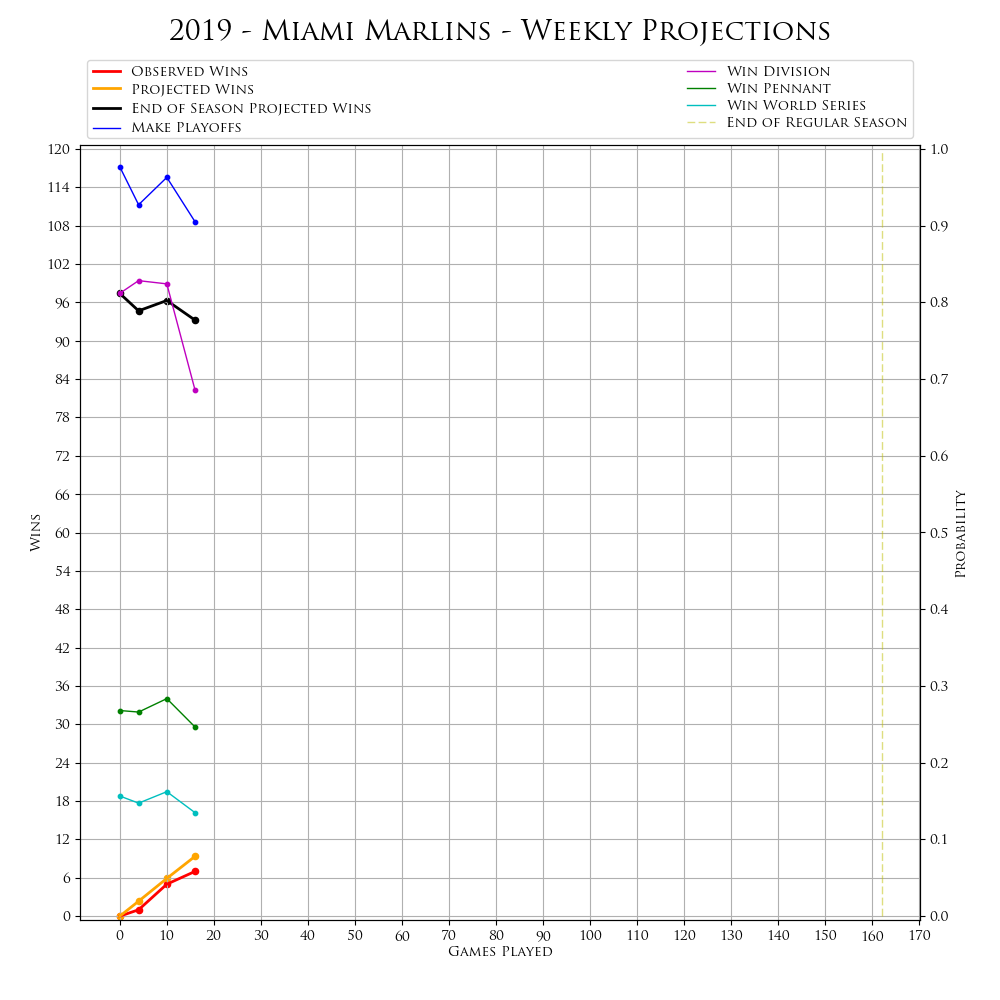 2019 - Miami Marlins - Weekly Projections
Observed Wins
Projected Wins
End of Season Projected Wins
Make Playoffs
Win Division
Win Pennant
Win World Series
End of Regular Season
120
114
108
102
96
90
84
78
72
66
60
54
48
42
36
30
24
18
12
6
0
Wins
1.0
0.9
0.8
0.7
0.6
0.5
0.4
0.3
0.2
0.1
0.0
Probability
0 10 20 30 40 50 60 70 80 90 100 110 120 130 140 150 160 170
Games Played